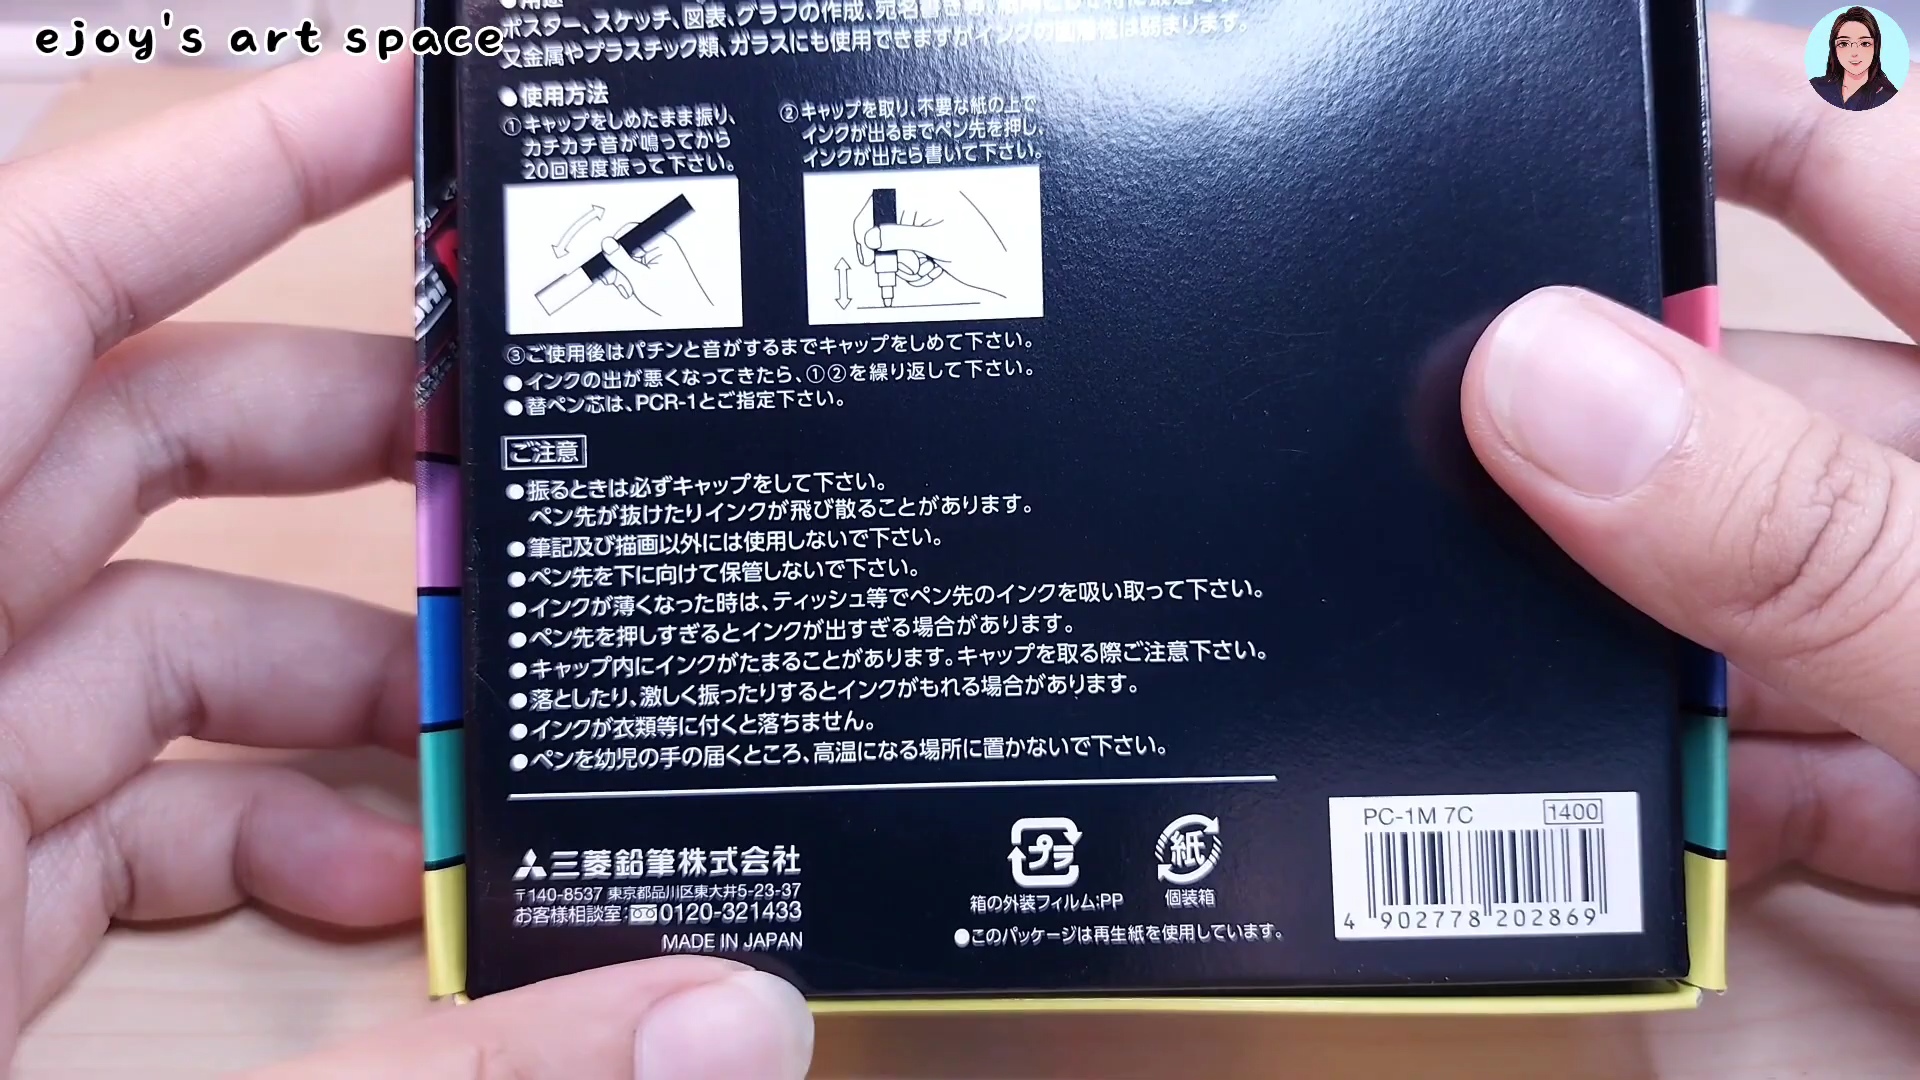 ejoy's art space
●用途
ポスター、スケッチ、図表、グラフの作成、宛名書き
又金属やプラスチック類、ガラスにも使用できますがインクの固着性は弱まります。
●使用方法
①キャップをしめたまま振り、
カチカチ音が鳴ってから
20回程度振って下さい。
②キャップを取り、不要な紙の上で
インクが出るまでペン先を押し、
インクが出たら書いて下さい。
③ご使用後はパチンと音がするまでキャップをしめて下さい。
●インクの出が悪くなってきたら、①②を繰り返して下さい。
●替ペン芯は、PCR-1とご指定下さい。
ご注意
●振るときは必ずキャップをして下さい。
ペン先が抜けたりインクが飛び散ることがあります。
●筆記及び描画以外には使用しないで下さい。
●ペン先を下に向けて保管しないで下さい。
●インクが薄くなった時は、ティッシュ等でペン先のインクを吸い取って下さい。
●ペン先を押しすぎるとインクが出すぎる場合があります。
●キャップ内にインクがたまることがあります。キャップを取る際ご注意下さい。
●落としたり、激しく振ったりするとインクがもれる場合があります。
●インクが衣類等に付くと落ちません。
●ペンを幼児の手の届くところ、高温になる場所に置かないで下さい。
三菱鉛筆株式会社
〒140-8537 東京都品川区東大井5-23-37
お客様相談室:0120-321433
MADE IN JAPAN
プラ
箱の外装フィルム:PP
紙
個装箱
●このパッケージは再生紙を使用しています。
PC-1M 7C 1400
4 902778 202869